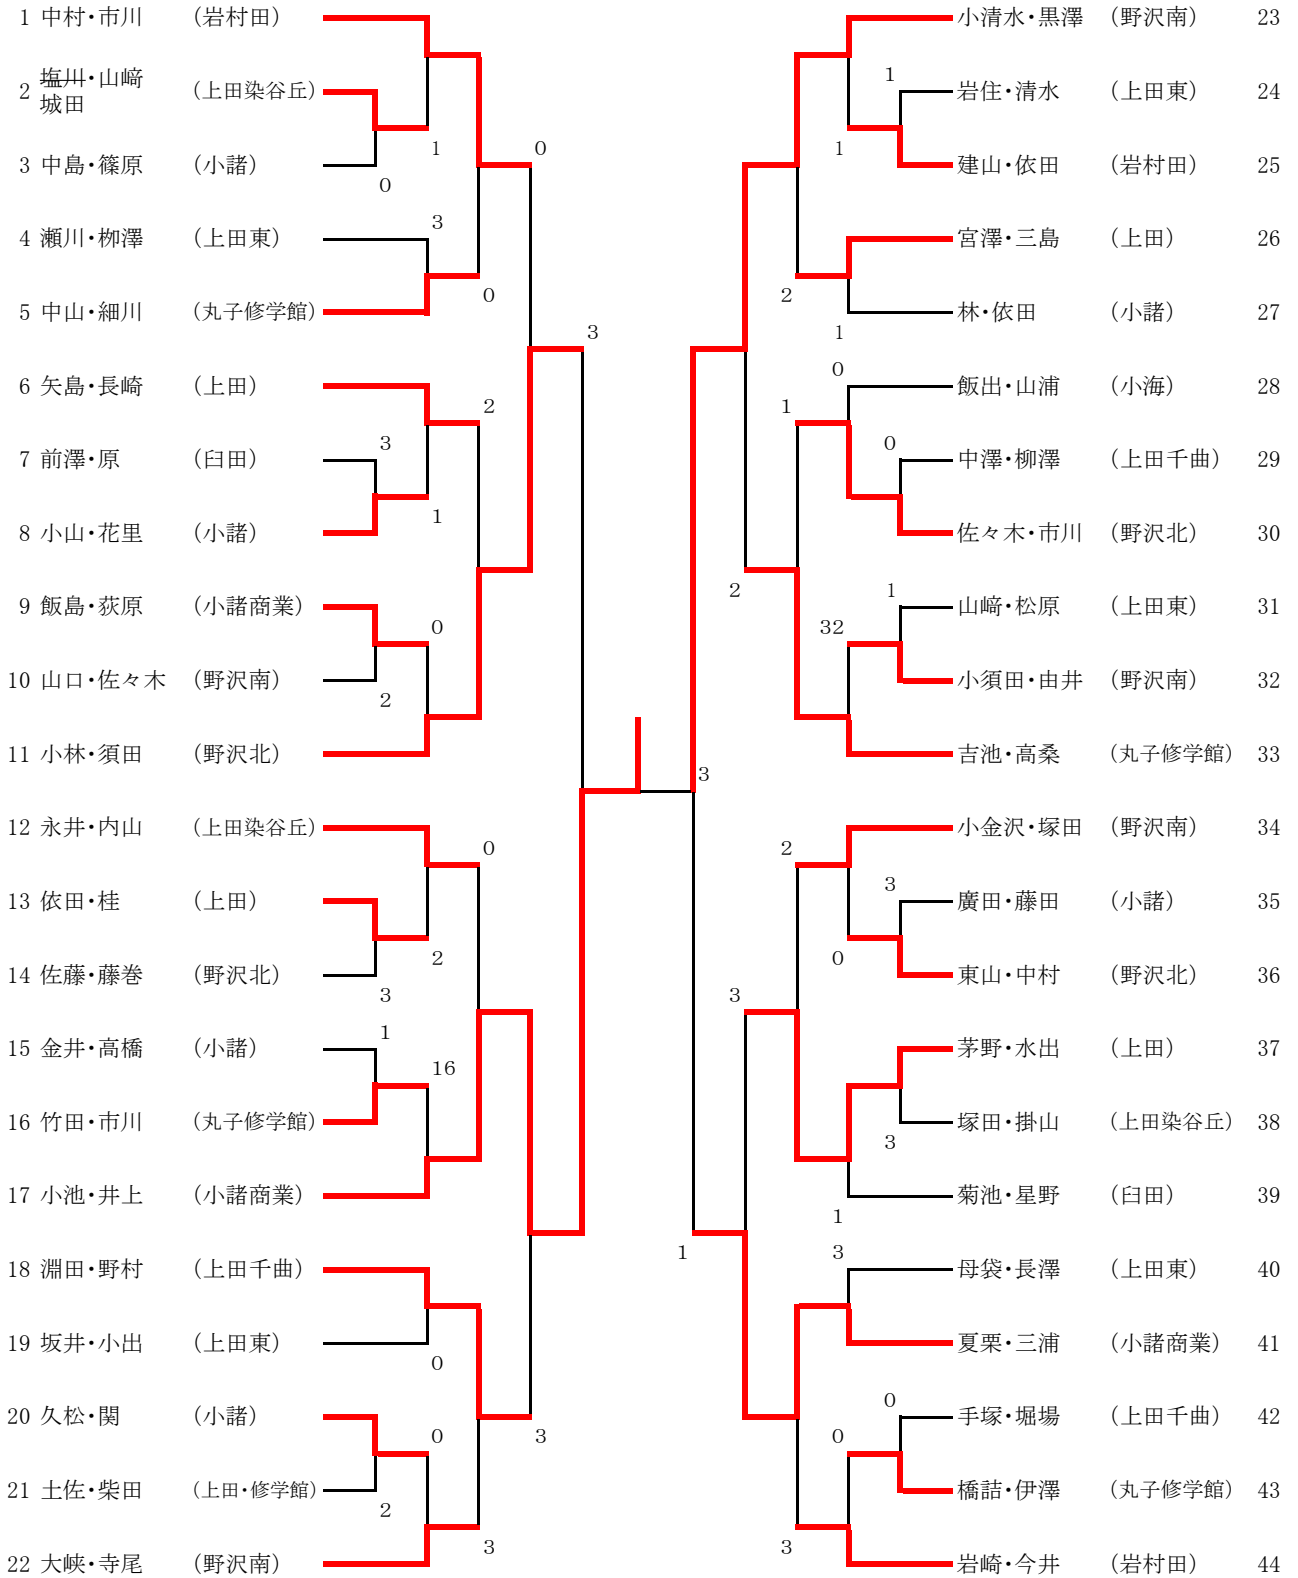 1 中村・市川 （岩村田）
2 塩川・山﨑 （上田染谷丘）
城田
3 中島・篠原 （小諸）
4 瀬川・栁澤 （上田東）
5 中山・細川 （丸子修学館）
6 矢島・長崎 （上田）
7 前澤・原 （臼田）
8 小山・花里 （小諸）
9 飯島・荻原 （小諸商業）
10 山口・佐々木 （野沢南）
11 小林・須田 （野沢北）
12 永井・内山 （上田染谷丘）
13 依田・桂 （上田）
14 佐藤・藤巻 （野沢北）
15 金井・高橋 （小諸）
16 竹田・市川 （丸子修学館）
17 小池・井上 （小諸商業）
18 淵田・野村 （上田千曲）
19 坂井・小出 （上田東）
20 久松・関 （小諸）
21 土佐・柴田 （上田・修学館）
22 大峡・寺尾 （野沢南）
1
0
3
0
0
3
2
3
1
0
2
0
2
3
1
16
0
3
0
2
3
3
小清水・黒澤 （野沢南） 23
岩住・清水 （上田東） 24
建山・依田 （岩村田） 25
宮澤・三島 （上田） 26
林・依田 （小諸） 27
飯出・山浦 （小海） 28
中澤・柳澤 （上田千曲） 29
佐々木・市川 （野沢北） 30
山﨑・松原 （上田東） 31
小須田・由井 （野沢南） 32
吉池・高桑 （丸子修学館） 33
小金沢・塚田 （野沢南） 34
廣田・藤田 （小諸） 35
東山・中村 （野沢北） 36
茅野・水出 （上田） 37
塚田・掛山 （上田染谷丘） 38
菊池・星野 （臼田） 39
母袋・長澤 （上田東） 40
夏栗・三浦 （小諸商業） 41
手塚・堀場 （上田千曲） 42
橋詰・伊澤 （丸子修学館） 43
岩崎・今井 （岩村田） 44
1
1
2
1
0
1
0
2
1
32
3
2
3
0
3
3
1
1
3
0
0
3